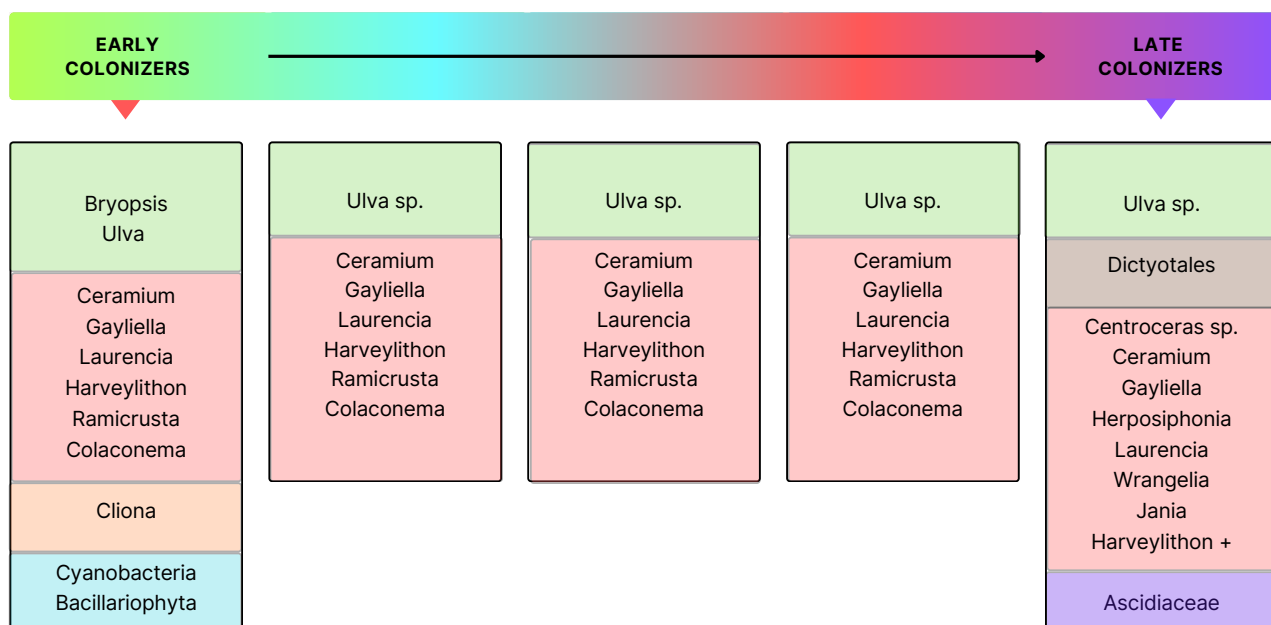 EARLY
COLONIZERS
LATE
COLONIZERS
Bryopsis
Ulva
Ceramium
Gayliella
Laurencia
Harveylithon
Ramicrusta
Colaconema
Cliona
Cyanobacteria
Bacillariophyta
Ulva sp.
Ceramium
Gayliella
Laurencia
Harveylithon
Ramicrusta
Colaconema
Ulva sp.
Ceramium
Gayliella
Laurencia
Harveylithon
Ramicrusta
Colaconema
Ulva sp.
Ceramium
Gayliella
Laurencia
Harveylithon
Ramicrusta
Colaconema
Ulva sp.
Dictyotales
Centroceras sp.
Ceramium
Gayliella
Herposiphonia
Laurencia
Wrangelia
Jania
Harveylithon +
Ascidiaceae